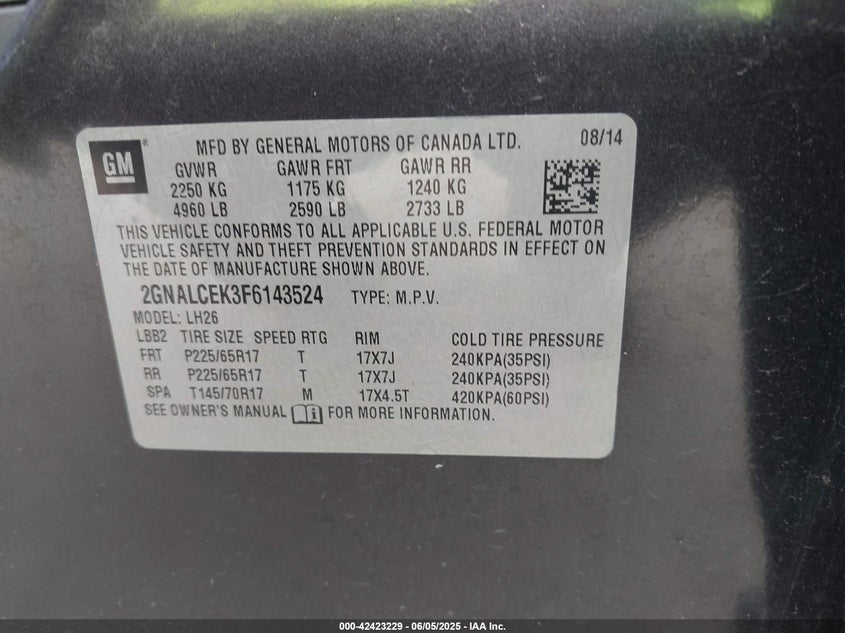 GM
MFD BY GENERAL MOTORS OF CANADA LTD. 08/14
GVWR GAWR FRT GAWR RR
2250 KG 1175 KG 1240 KG
4960 LB 2590 LB 2733 LB
THIS VEHICLE CONFORMS TO ALL APPLICABLE U.S. FEDERAL MOTOR
VEHICLE SAFETY AND THEFT PREVENTION STANDARDS IN EFFECT ON
THE DATE OF MANUFACTURE SHOWN ABOVE.
2GNALCEK3F6143524 TYPE: M.P.V.
MODEL: LH26
LBB2 TIRE SIZE SPEED RTG RIM COLD TIRE PRESSURE
FRT P225/65R17 T 17X7J 240KPA(35PSI)
RR P225/65R17 T 17X7J 240KPA(35PSI)
SPA T145/70R17 M 17X4.5T 420KPA(60PSI)
SEE OWNER'S MANUAL FOR MORE INFORMATION.
000-42423229 - 06/05/2025 - IAA Inc.